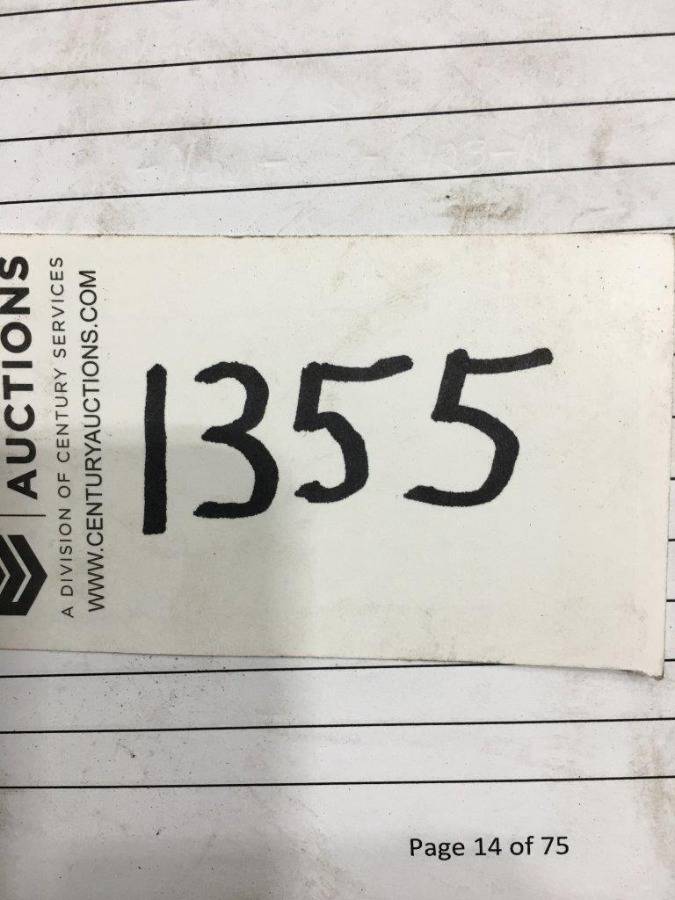 AUCTIONS
A DIVISION OF CENTURY SERVICES
WWW.CENTURYAUCTIONS.COM
1355
Page 14 of 75